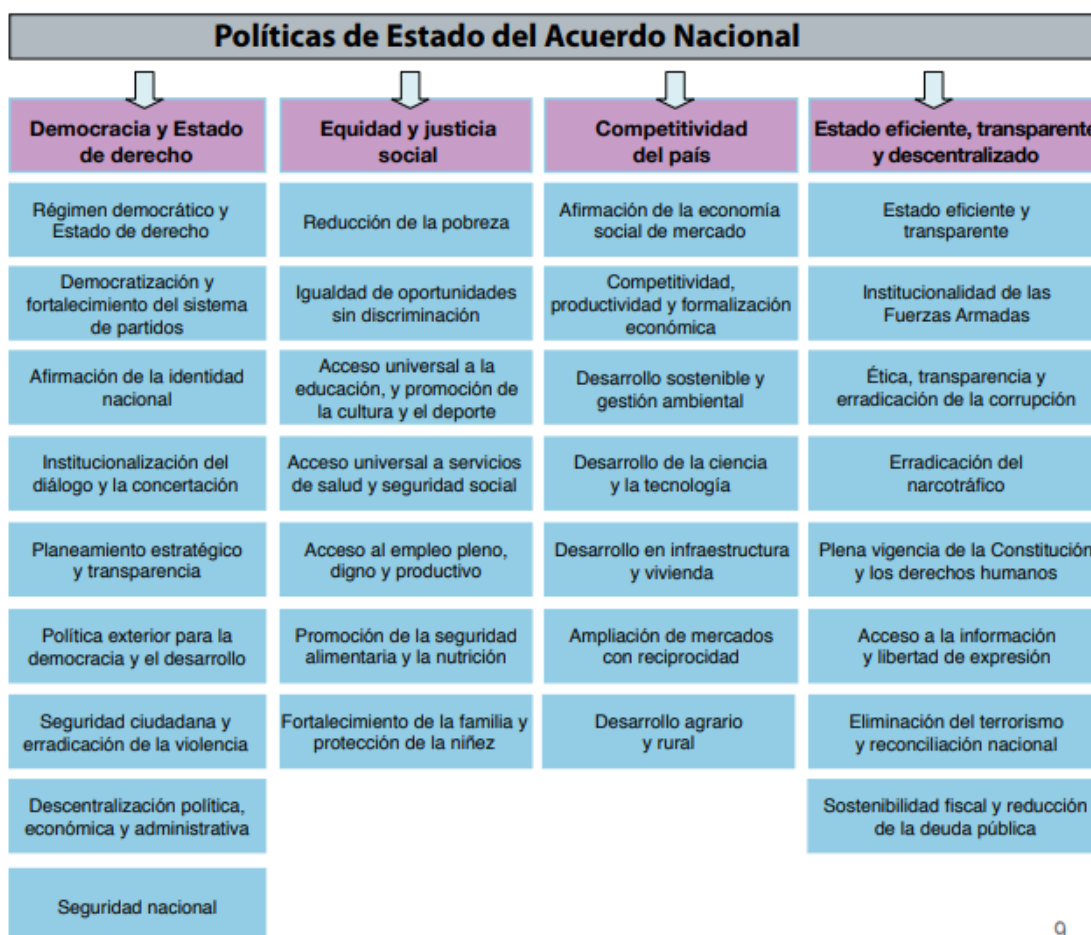 Políticas de Estado del Acuerdo Nacional
Democracia y Estado
de derecho
Régimen democrático y
Estado de derecho
Democratización y
fortalecimiento del sistema
de partidos
Afirmación de la identidad
nacional
Institucionalización del
diálogo y la concertación
Planeamiento estratégico
y transparencia
Política exterior para la
democracia y el desarrollo
Seguridad ciudadana y
erradicación de la violencia
Descentralización política,
económica y administrativa
Seguridad nacional
Equidad y justicia
social
Reducción de la pobreza
Igualdad de oportunidades
sin discriminación
Acceso universal a la
educación, y promoción de
la cultura y el deporte
Acceso universal a servicios
de salud y seguridad social
Acceso al empleo pleno,
digno y productivo
Promoción de la seguridad
alimentaria y la nutrición
Fortalecimiento de la familia y
protección de la niñez
Competitividad
del país
Afirmación de la economía
social de mercado
Competitividad,
productividad y formalización
económica
Desarrollo sostenible y
gestión ambiental
Desarrollo de la ciencia
y la tecnología
Desarrollo en infraestructura
y vivienda
Ampliación de mercados
con reciprocidad
Desarrollo agrario
y rural
Estado eficiente, transparente
y descentralizado
Estado eficiente y
transparente
Institucionalidad de las
Fuerzas Armadas
Ética, transparencia y
erradicación de la corrupción
Erradicación del
narcotráfico
Plena vigencia de la Constitución
y los derechos humanos
Acceso a la información
y libertad de expresión
Eliminación del terrorismo
y reconciliación nacional
Sostenibilidad fiscal y reducción
de la deuda pública
9